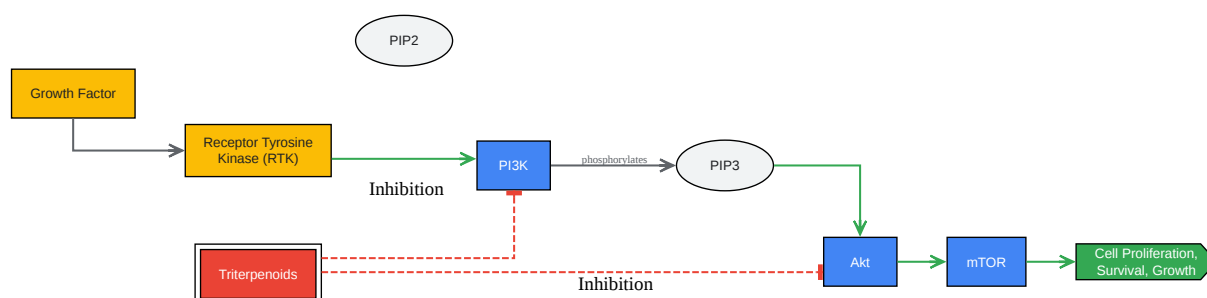 PIP2
Growth Factor
Receptor Tyrosine
Kinase (RTK)
PI3K
phosphorylates
PIP3
Inhibition
Triterpenoids
Inhibition
Akt
mTOR
Cell Proliferation,
Survival, Growth